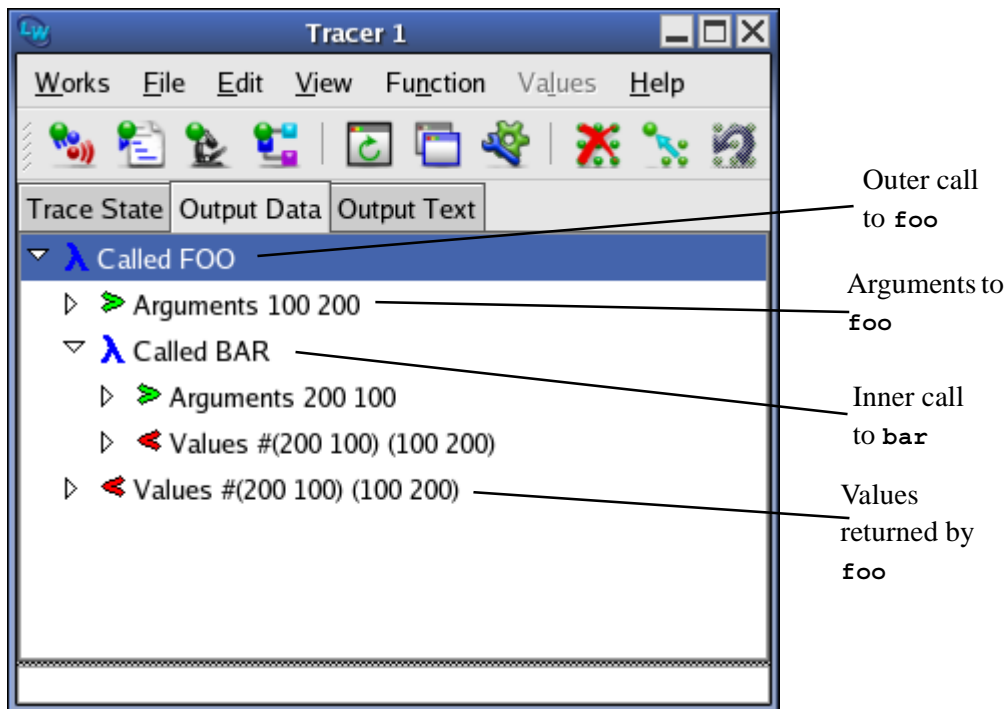 LW
Tracer 1
Works File Edit View Function Values Help
Trace State Output Data Output Text
λ Called FOO
Arguments 100 200
λ Called BAR
Arguments 200 100
Values #(200 100) (100 200)
Values #(200 100) (100 200)
Outer call
to foo
Arguments to
foo
Inner call
to bar
Values
returned by
foo